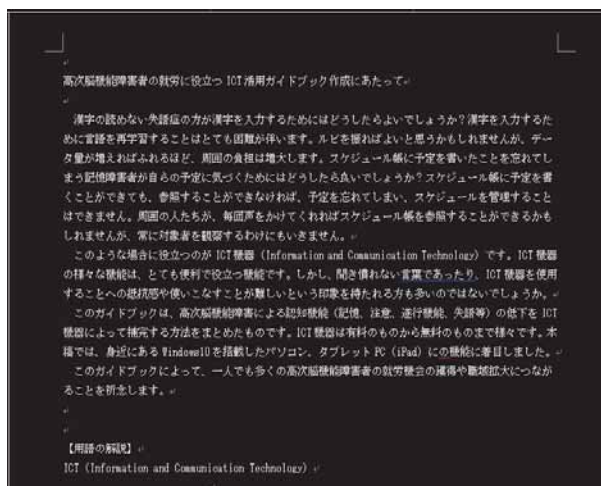 高次脳機能障害者の就労に役立つ ICT 活用ガイドブック作成にあたって
漢字の読めない失語症の方が漢字を入力するためにはどうしたらよいでしょうか？漢字を入力するた
めに言語を再学習することはとても困難が伴います。ルビを振ればよいと思うかもしれませんが、デー
タ量が増えればふれるほど、周囲の負担は増大します。スケジュール帳に予定を書いたことを忘れてし
まう記憶障害者が自らの予定に気づくためにはどうしたら良いでしょうか？スケジュール帳に予定を書
くことができても、参照することができなければ、予定を忘れてしまい、スケジュールを管理すること
はできません。周囲の人たちが、毎回声をかけてくれればスケジュール帳を参照することができるかも
しれませんが、常に対象者を観察するわけにもいきません。
このような場合に役立つのが ICT 機器（Information and Communication Technology）です。ICT 機器
の様々な機能は、とても便利で役立つ機能です。しかし、聞き慣れない言葉であったり、ICT 機器を使用
することへの抵抗感や使いこなすことが難しいという印象を持たれる方も多いのではないでしょうか。
このガイドブックは、高次脳機能障害による認知機能（記憶、注意、遂行機能、失語等）の低下を ICT
機器によって補完する方法をまとめたものです。ICT 機器は有料のものから無料のものまで様々です。本
稿では、身近にある Windows10 を搭載したパソコン、タブレット PC（iPad）にの機能に着目しました。
このガイドブックによって、一人でも多くの高次脳機能障害者の就労機会の獲得や職域拡大につなが
ることを祈念します。
【用語の解説】
ICT（Information and Communication Technology）